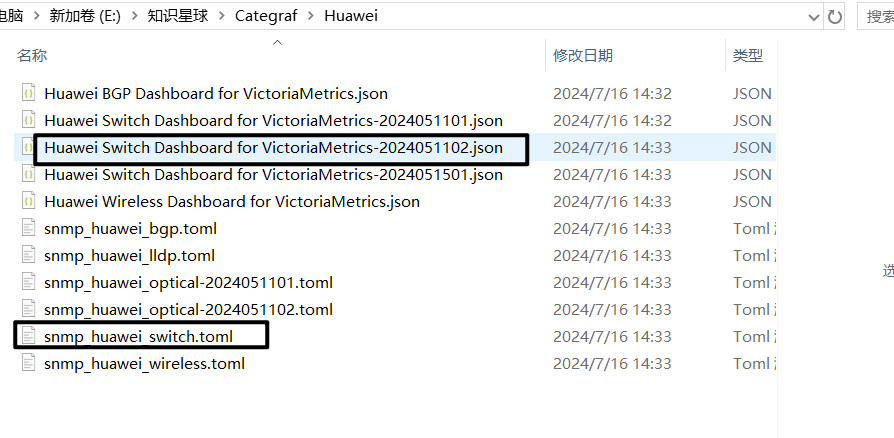 电脑 > 新加卷 (E:) > 知识星球 > Categraf > Huawei 搜索
名称 修改日期 类型
Huawei BGP Dashboard for VictoriaMetrics.json 2024/7/16 14:32 JSON
Huawei Switch Dashboard for VictoriaMetrics-2024051101.json 2024/7/16 14:32 JSON
Huawei Switch Dashboard for VictoriaMetrics-2024051102.json 2024/7/16 14:33 JSON
Huawei Switch Dashboard for VictoriaMetrics-2024051501.json 2024/7/16 14:33 JSON
Huawei Wireless Dashboard for VictoriaMetrics.json 2024/7/16 14:33 JSON
snmp_huawei_bgp.toml 2024/7/16 14:33 Toml
snmp_huawei_lldp.toml 2024/7/16 14:33 Toml
选
snmp_huawei_optical-2024051101.toml 2024/7/16 14:33 Toml
snmp_huawei_optical-2024051102.toml 2024/7/16 14:33 Toml
snmp_huawei_switch.toml 2024/7/16 14:33 Toml
snmp_huawei_wireless.toml 2024/7/16 14:33 Toml